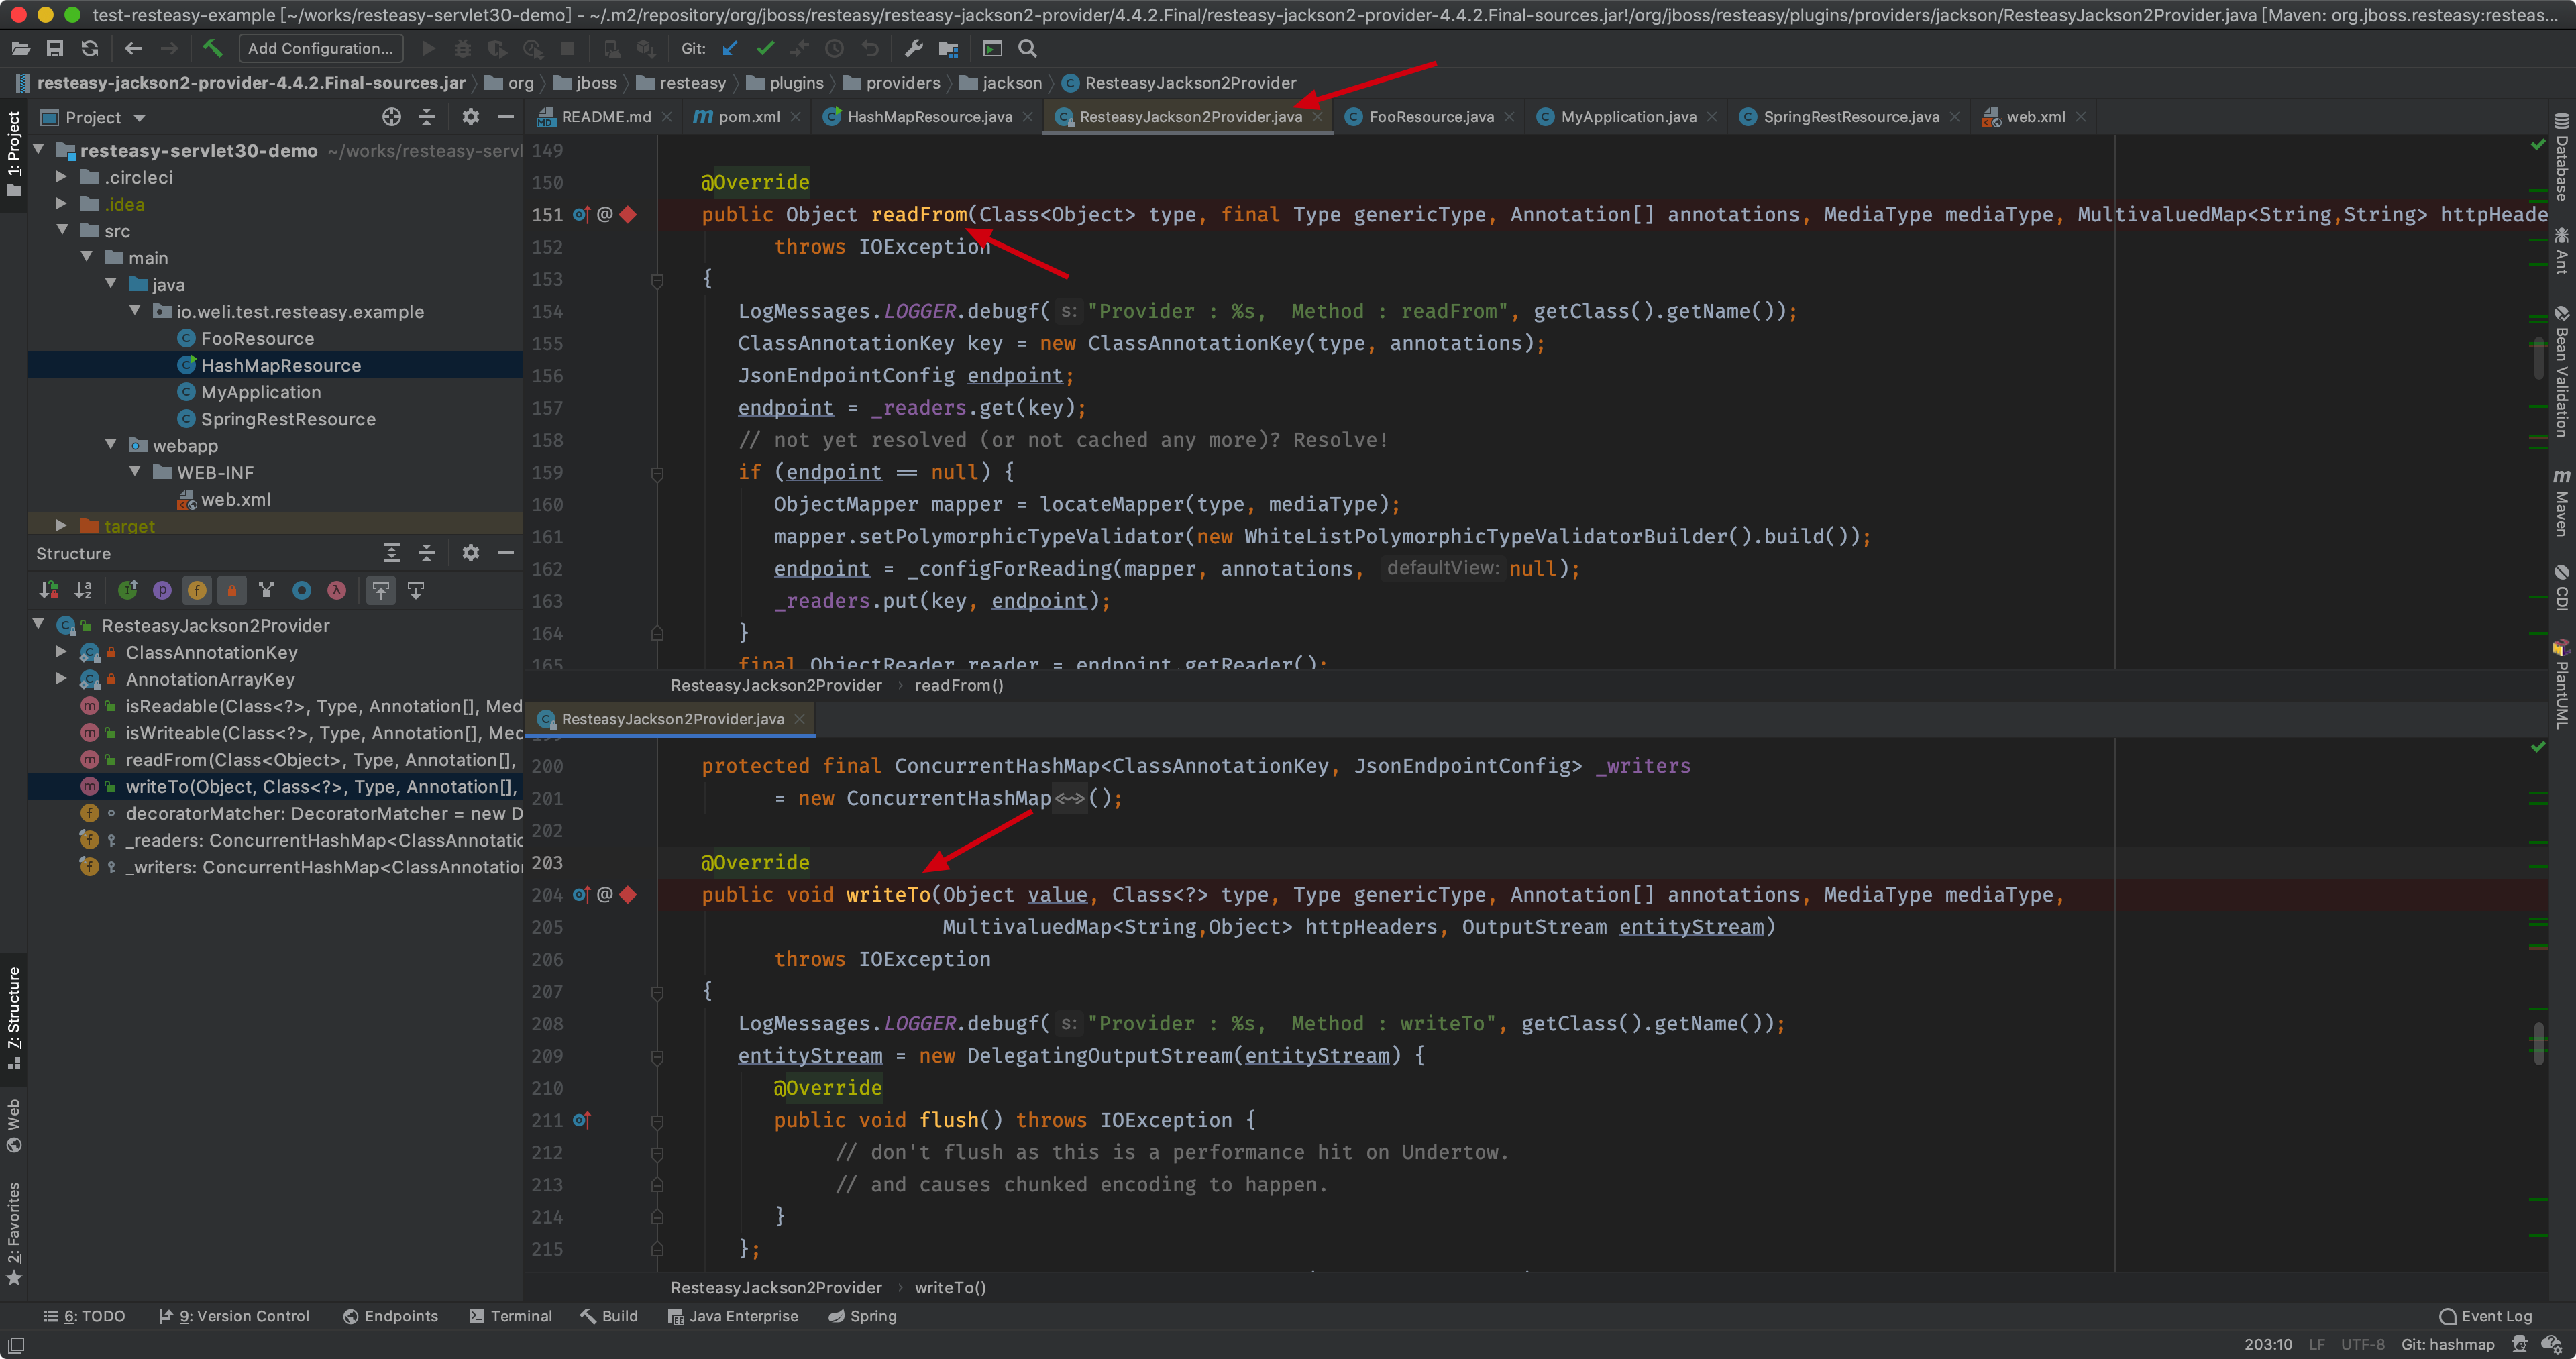 test-resteasy-example [~/works/resteasy-servlet30-demo] - ~/.m2/repository/org/jboss/resteasy/resteasy-jackson2-provider/4.4.2.Final/resteasy-jackson2-provider-4.4.2.Final-sources.jar!/org/jboss/resteasy/plugins/providers/jackson/ResteasyJackson2Provider.java [Maven: org.jboss.resteasy:resteas...
Add Configuration... Git:
resteasy-jackson2-provider-4.4.2.Final-sources.jar org jboss resteasy plugins providers jackson ResteasyJackson2Provider
Project
README.md pom.xml HashMapResource.java ResteasyJackson2Provider.java FooResource.java MyApplication.java SpringRestResource.java web.xml
1: Project
resteasy-servlet30-demo ~/works/resteasy-servl
.circleci
.idea
src
main
java
io.weli.test.resteasy.example
FooResource
HashMapResource
MyApplication
SpringRestResource
webapp
WEB-INF
web.xml
target
Structure
ResteasyJackson2Provider
ClassAnnotationKey
AnnotationArrayKey
isReadable(Class<?>, Type, Annotation[], Med
isWriteable(Class<?>, Type, Annotation[], Med
readFrom(Class<Object>, Type, Annotation[],
writeTo(Object, Class<?>, Type, Annotation[],
decoratorMatcher: DecoratorMatcher = new D
_readers: ConcurrentHashMap<ClassAnnotatic
_writers: ConcurrentHashMap<ClassAnnotation
7: Structure
Web
2: Favorites
149
150 @Override
151 @ public Object readFrom(Class<Object> type, final Type genericType, Annotation[] annotations, MediaType mediaType, MultivaluedMap<String,String> httpHeade
152 throws IOException
153 {
154 LogMessages.LOGGER.debugf( s: "Provider : %s,  Method : readFrom", getClass().getName());
155 ClassAnnotationKey key = new ClassAnnotationKey(type, annotations);
156 JsonEndpointConfig endpoint;
157 endpoint = _readers.get(key);
158 // not yet resolved (or not cached any more)? Resolve!
159 if (endpoint == null) {
160 ObjectMapper mapper = locateMapper(type, mediaType);
161 mapper.setPolymorphicTypeValidator(new WhiteListPolymorphicTypeValidatorBuilder().build());
162 endpoint = _configForReading(mapper, annotations, defaultView: null);
163 _readers.put(key, endpoint);
164 }
165 final ObjectReader reader = endpoint.getReader();
ResteasyJackson2Provider › readFrom()
ResteasyJackson2Provider.java
200 protected final ConcurrentHashMap<ClassAnnotationKey, JsonEndpointConfig> _writers
201 = new ConcurrentHashMap<~>();
202
203 @Override
204 @ public void writeTo(Object value, Class<?> type, Type genericType, Annotation[] annotations, MediaType mediaType,
205 MultivaluedMap<String,Object> httpHeaders, OutputStream entityStream)
206 throws IOException
207 {
208 LogMessages.LOGGER.debugf( s: "Provider : %s,  Method : writeTo", getClass().getName());
209 entityStream = new DelegatingOutputStream(entityStream) {
210 @Override
211 public void flush() throws IOException {
212 // don't flush as this is a performance hit on Undertow.
213 // and causes chunked encoding to happen.
214 }
215 };
ResteasyJackson2Provider › writeTo()
Database
Ant
Bean Validation
Maven
CDI
PlantUML
6: TODO 9: Version Control Endpoints Terminal Build Java Enterprise Spring Event Log
203:10 LF UTF-8 Git: hashmap